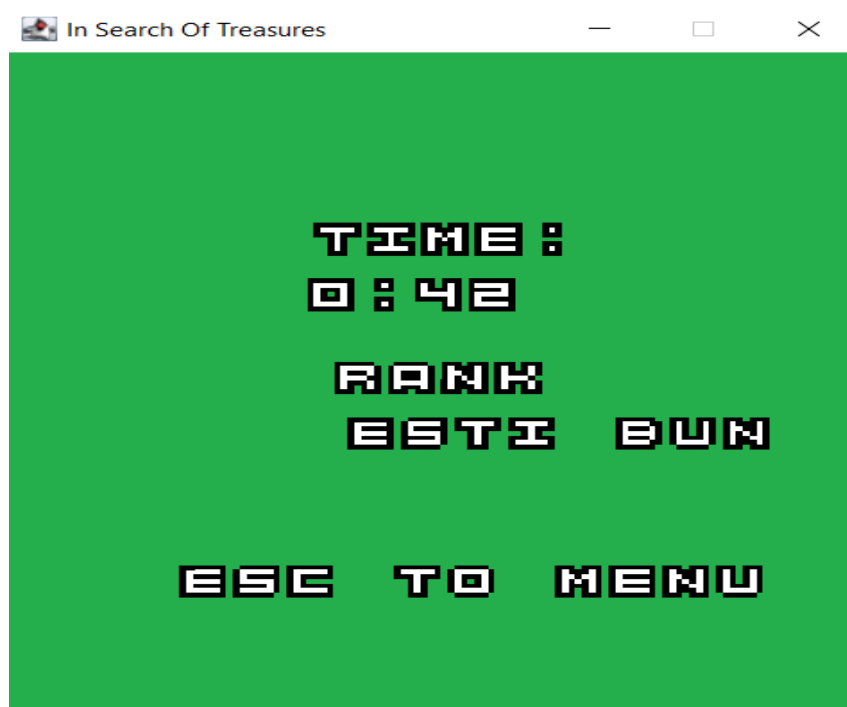 In Search Of Treasures
TIME:
0:42
RANK
ESTI BUN
ESC TO MENU